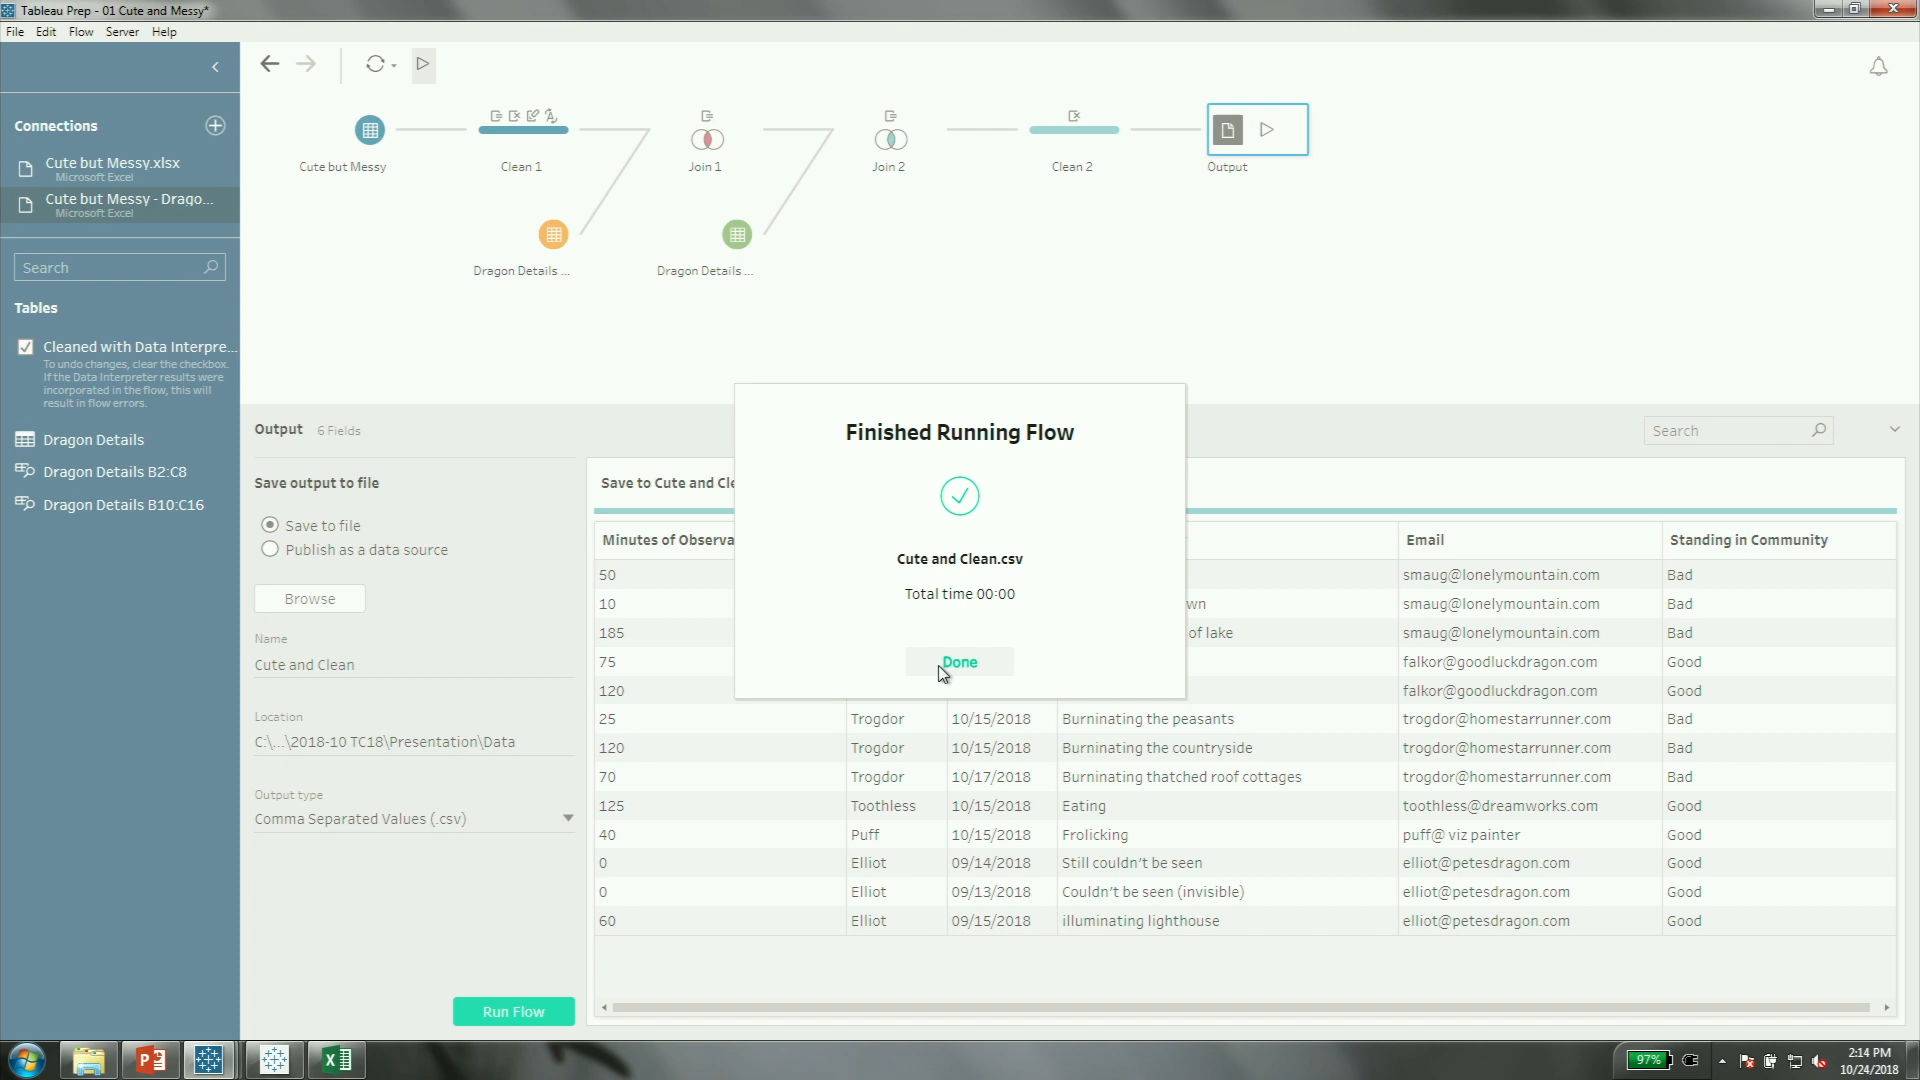 Tableau Prep - 01 Cute and Messy*
File Edit Flow Server Help
Connections
Cute but Messy.xlsx
Microsoft Excel
Cute but Messy - Drago...
Microsoft Excel
Search
Tables
Cleaned with Data Interpre...
To undo changes, clear the checkbox.
If the Data Interpreter results were
incorporated in the flow, this will
result in flow errors.
Dragon Details
Dragon Details B2:C8
Dragon Details B10:C16
Cute but Messy
Clean 1
Join 1
Join 2
Clean 2
Output
Dragon Details ...
Dragon Details ...
Output 6 Fields
Search
Save output to file
Save to file
Publish as a data source
Browse
Name
Cute and Clean
Location
C:\...\2018-10 TC18\Presentation\Data
Output type
Comma Separated Values (.csv)
Run Flow
Finished Running Flow
Cute and Clean.csv
Total time 00:00
Done
Save to Cute and Cle
Minutes of Observa Email Standing in Community
50 smaug@lonelymountain.com Bad
10 wn smaug@lonelymountain.com Bad
185 of lake smaug@lonelymountain.com Bad
75 falkor@goodluckdragon.com Good
120 falkor@goodluckdragon.com Good
25 Trogdor 10/15/2018 Burninating the peasants trogdor@homestarrunner.com Bad
120 Trogdor 10/15/2018 Burninating the countryside trogdor@homestarrunner.com Bad
70 Trogdor 10/17/2018 Burninating thatched roof cottages trogdor@homestarrunner.com Bad
125 Toothless 10/15/2018 Eating toothless@dreamworks.com Good
40 Puff 10/15/2018 Frolicking puff@ viz painter Good
0 Elliot 09/14/2018 Still couldn't be seen elliot@petesdragon.com Good
0 Elliot 09/13/2018 Couldn't be seen (invisible) elliot@petesdragon.com Good
60 Elliot 09/15/2018 illuminating lighthouse elliot@petesdragon.com Good
97%
2:14 PM
10/24/2018